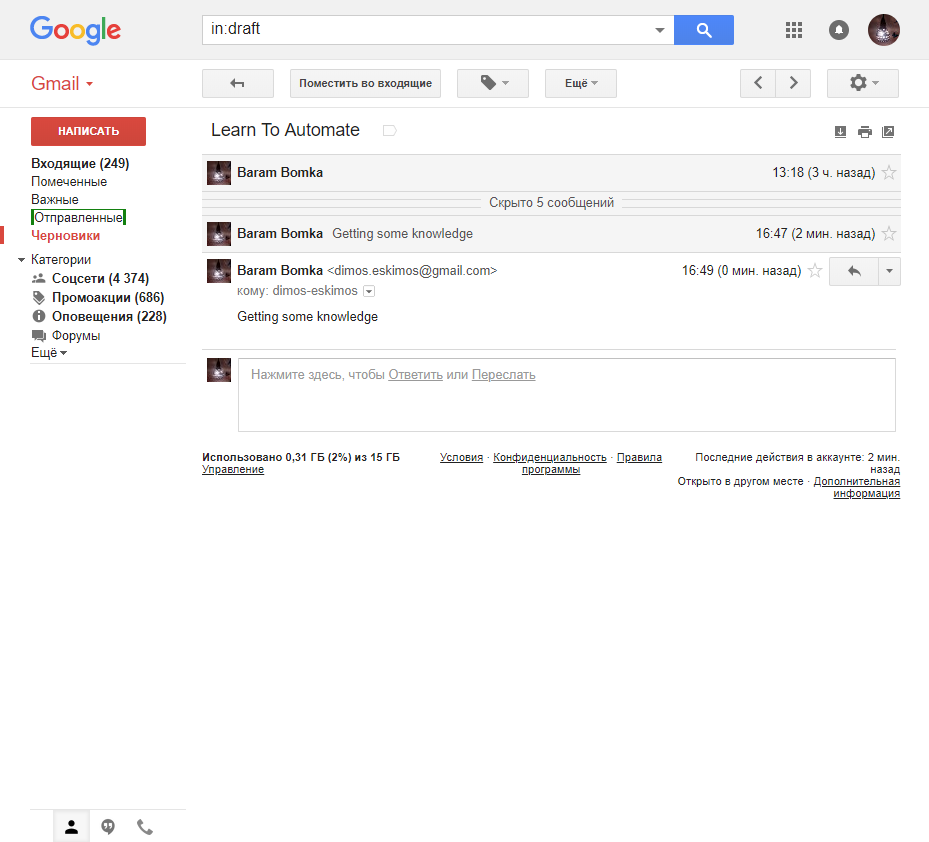 Google
in:draft
Gmail
Поместить во входящие
Ещё
НАПИСАТЬ
Входящие (249)
Помеченные
Важные
Отправленные
Черновики
Категории
Соцсети (4 374)
Промоакции (686)
Оповещения (228)
Форумы
Ещё
Learn To Automate
Baram Bomka 13:18 (3 ч. назад)
Скрыто 5 сообщений
Baram Bomka Getting some knowledge 16:47 (2 мин. назад)
Baram Bomka <dimos.eskimos@gmail.com> 16:49 (0 мин. назад)
кому: dimos-eskimos
Getting some knowledge
Нажмите здесь, чтобы Ответить или Переслать
Использовано 0,31 ГБ (2%) из 15 ГБ
Управление
Условия · Конфиденциальность · Правила
программы
Последние действия в аккаунте: 2 мин.
назад
Открыто в другом месте · Дополнительная
информация